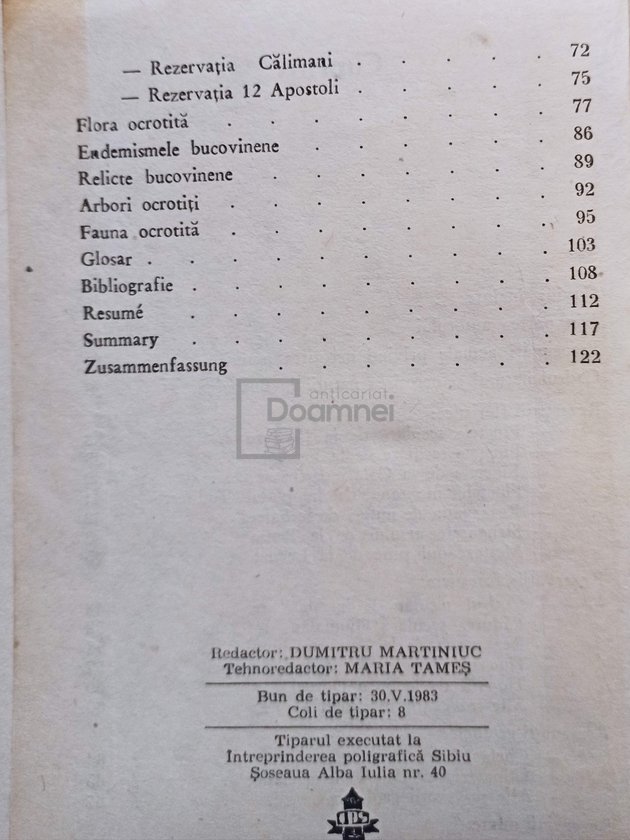 — Rezervația Călimani . . . . . 72
— Rezervația 12 Apostoli . . . . . 75
Flora ocrotită . . . . . . . . 77
Endemismele bucovinene . . . . . . 86
Relicte bucovinene . . . . . . . 89
Arbori ocrotiți . . . . . . . . 92
Fauna ocrotită . . . . . . . . 95
Glosar . . . . . . . . . . 103
Bibliografie . . . . . . . . . 108
Resumé . . . . . . . . . 112
Summary . . . . . . . . . 117
Zusammenfassung . . . . . . . 122
anticariat
Doamnei
Redactor: DUMITRU MARTINIUC
Tehnoredactor: MARIA TAMEȘ
Bun de tipar: 30.V.1983
Coli de tipar: 8
Tiparul executat la
Întreprinderea poligrafică Sibiu
Șoseaua Alba Iulia nr. 40
IPS